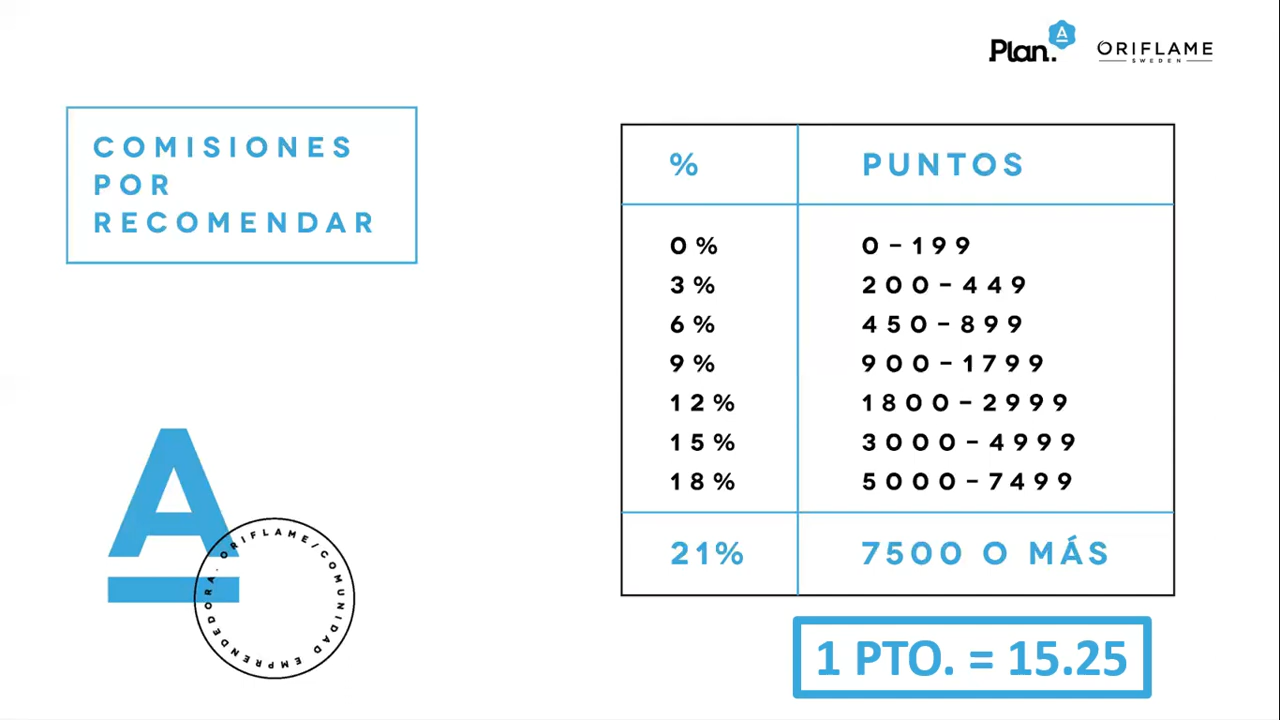 Plan. A
ORIFLAME
SWEDEN
COMISIONES
POR
RECOMENDAR
% PUNTOS
0% 0-199
3% 200-449
6% 450-899
9% 900-1799
12% 1800-2999
15% 3000-4999
18% 5000-7499
21% 7500 O MÁS
1 PTO. = 15.25
A
ORIFLAME/COMUNIDAD EMPRENDEDORA.